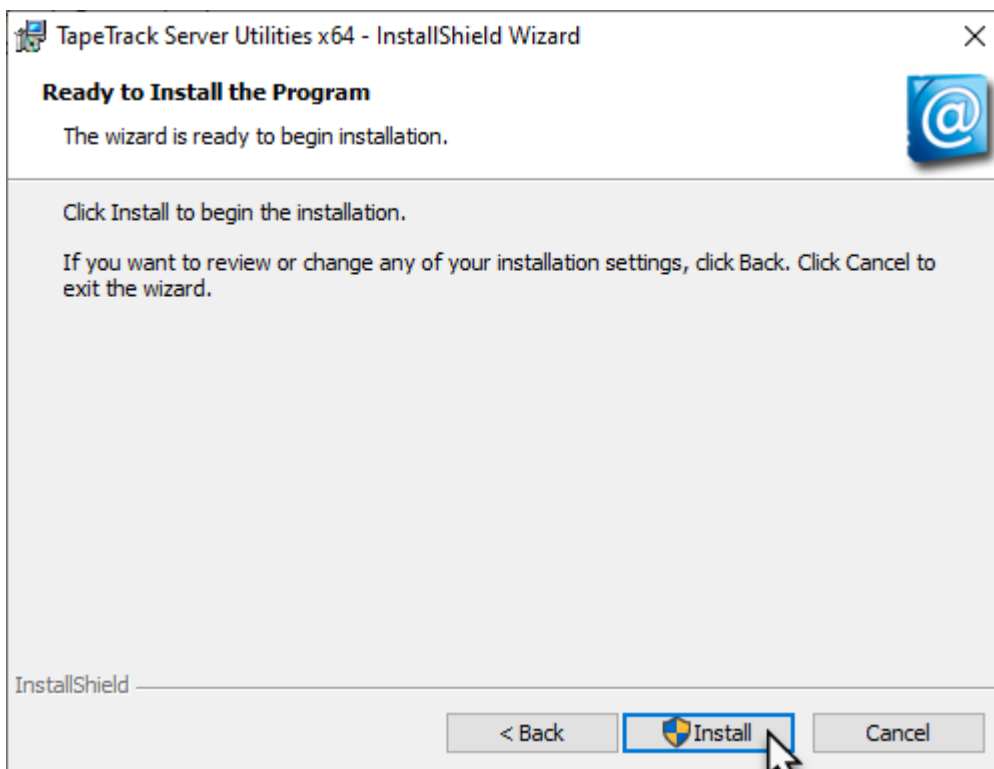 TapeTrack Server Utilities x64 - InstallShield Wizard
Ready to Install the Program
The wizard is ready to begin installation.
@
Click Install to begin the installation.
If you want to review or change any of your installation settings, click Back. Click Cancel to
exit the wizard.
InstallShield
< Back
Install
Cancel